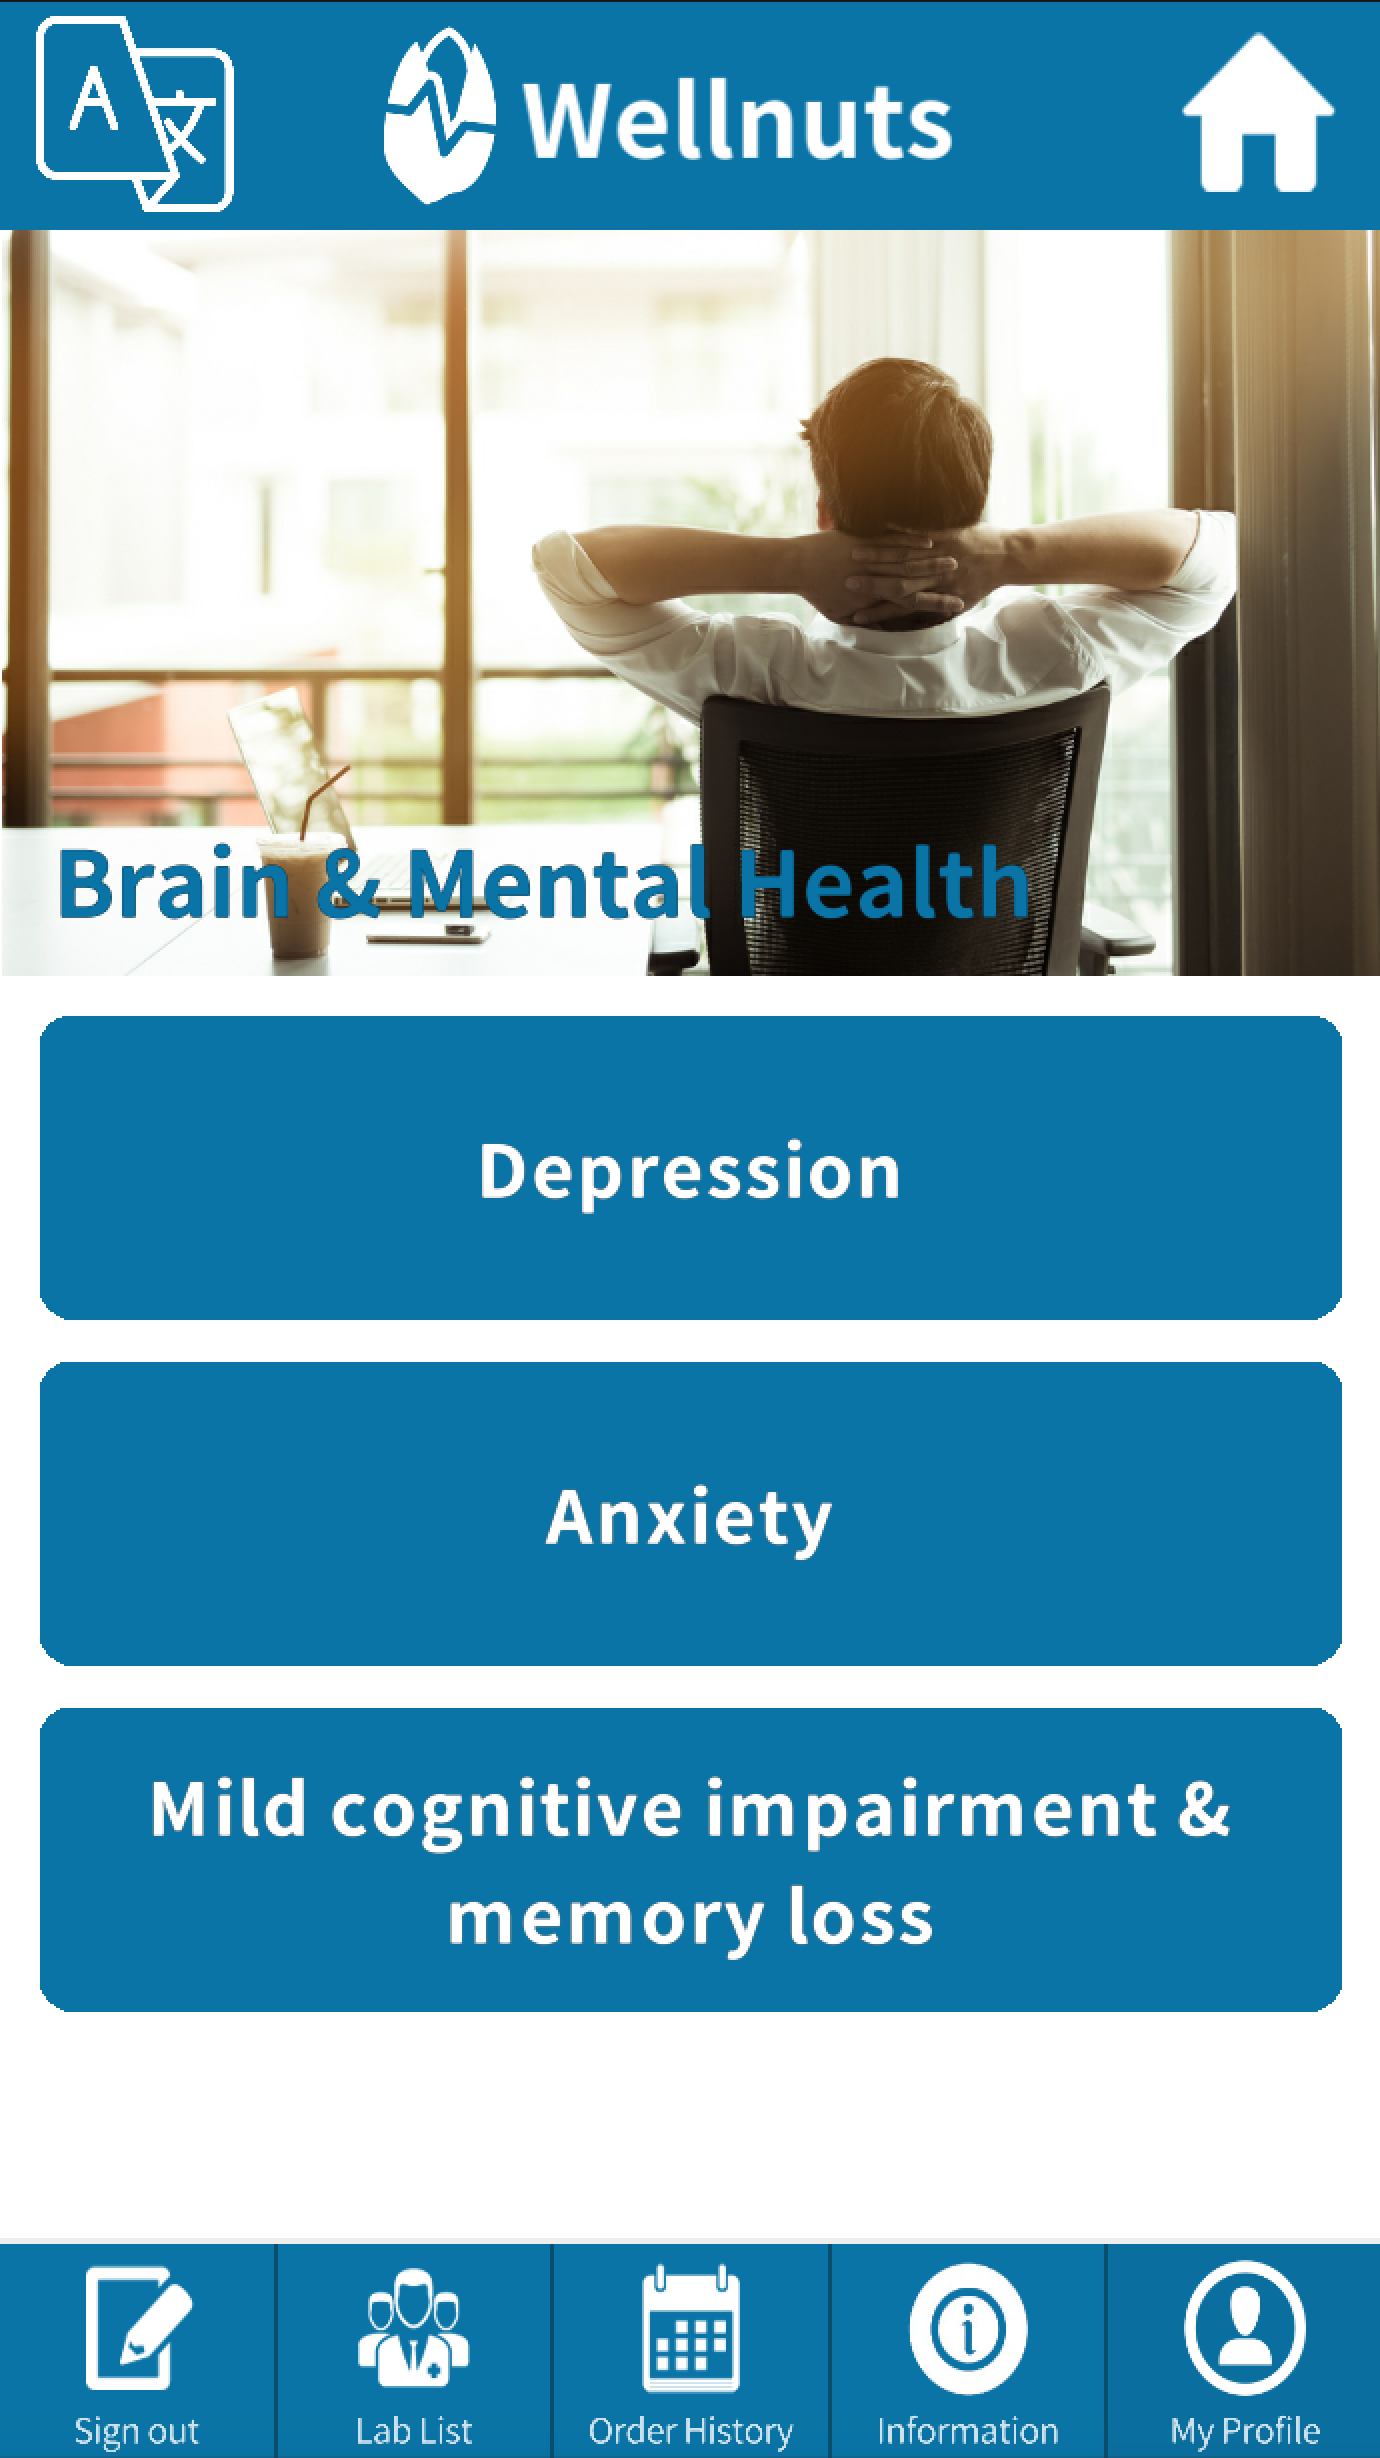 A 文
Wellnuts
Brain & Mental Health
Depression
Anxiety
Mild cognitive impairment &
memory loss
Sign out
Lab List
Order History
Information
My Profile